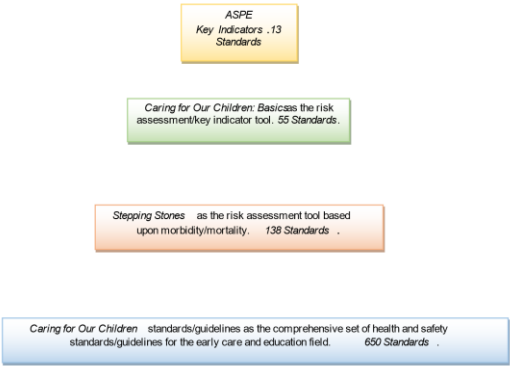 ASPE
Key Indicators .13
Standards
Caring for Our Children: Basicsas the risk
assessment/key indicator tool. 55 Standards.
Stepping Stones as the risk assessment tool based
upon morbidity/mortality. 138 Standards .
Caring for Our Children standards/guidelines as the comprehensive set of health and safety
standards/guidelines for the early care and education field. 650 Standards .